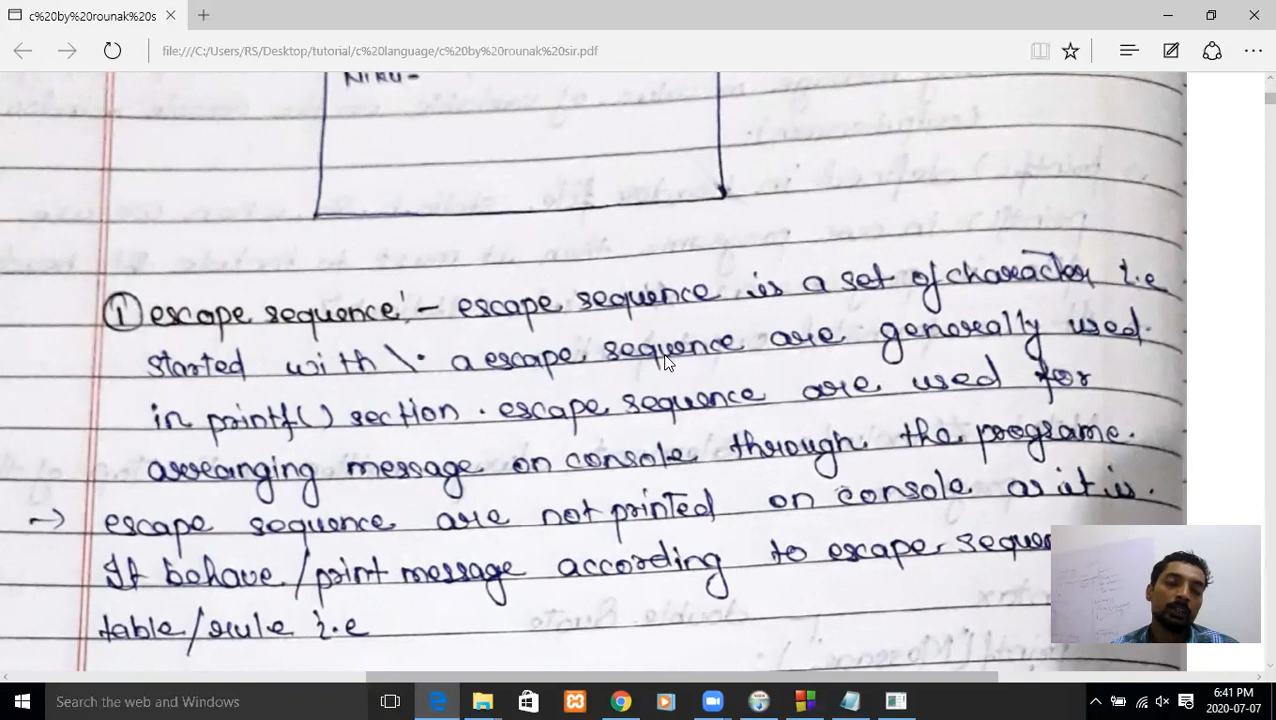 c%20by%20rounak%20s
file:///C:/Users/RS/Desktop/tutorial/c%20language/c%20by%20rounak%20sir.pdf
① escape sequence:- escape sequence is a set of character i.e
started with \. a escape sequence are generally used
in printf() section. escape sequence are used for
arranging message on console through the programe.
→ escape sequence are not printed on console as it is.
It behave/print message according to escape
table/rule i.e
Search the web and Windows
6:41 PM
2020-07-07